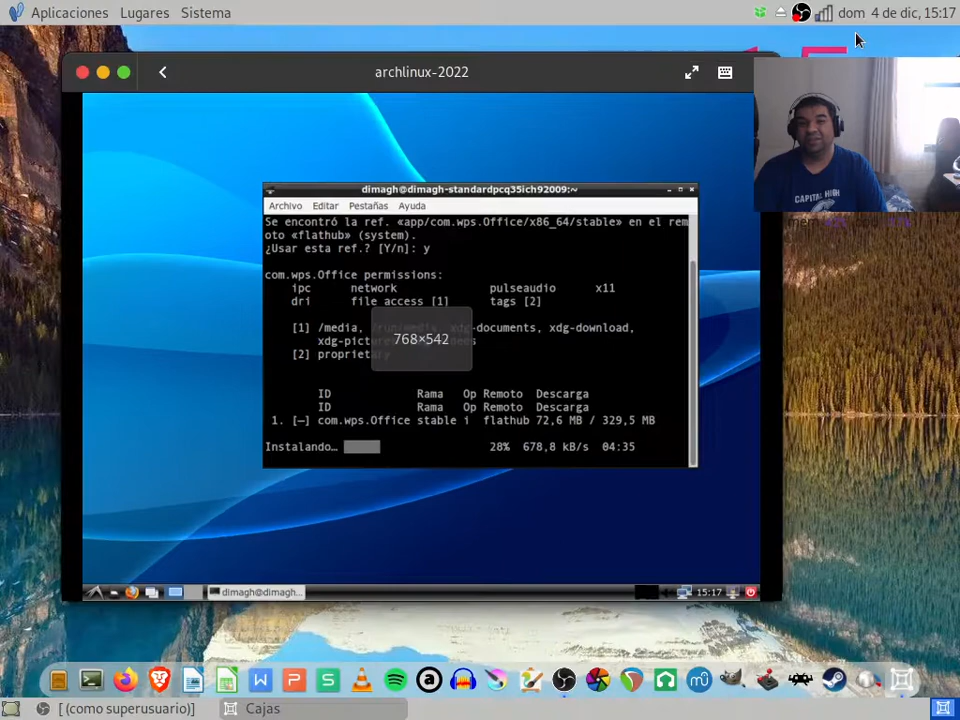 Aplicaciones Lugares Sistema dom 4 de dic, 15:17
archlinux-2022
dimagh@dimagh-standardpcq35ich92009:~
Archivo Editar Pestañas Ayuda
Se encontró la ref. «app/com.wps.Office/x86_64/stable» en el rem
oto «flathub» (system).
¿Usar esta ref.? [Y/n]: y
com.wps.Office permissions:
ipc network pulseaudio x11
dri file access [1] tags [2]
[1] /media, xdg-documents, xdg-download,
768×542
[2]
ID Rama Op Remoto Descarga
ID Rama Op Remoto Descarga
1. [—] com.wps.Office stable i flathub 72,6 MB / 329,5 MB
Instalando… 28% 678,8 kB/s 04:35
CAPITAL HIGH
dimagh@dimagh... 15:17
[ (como superusuario)] Cajas